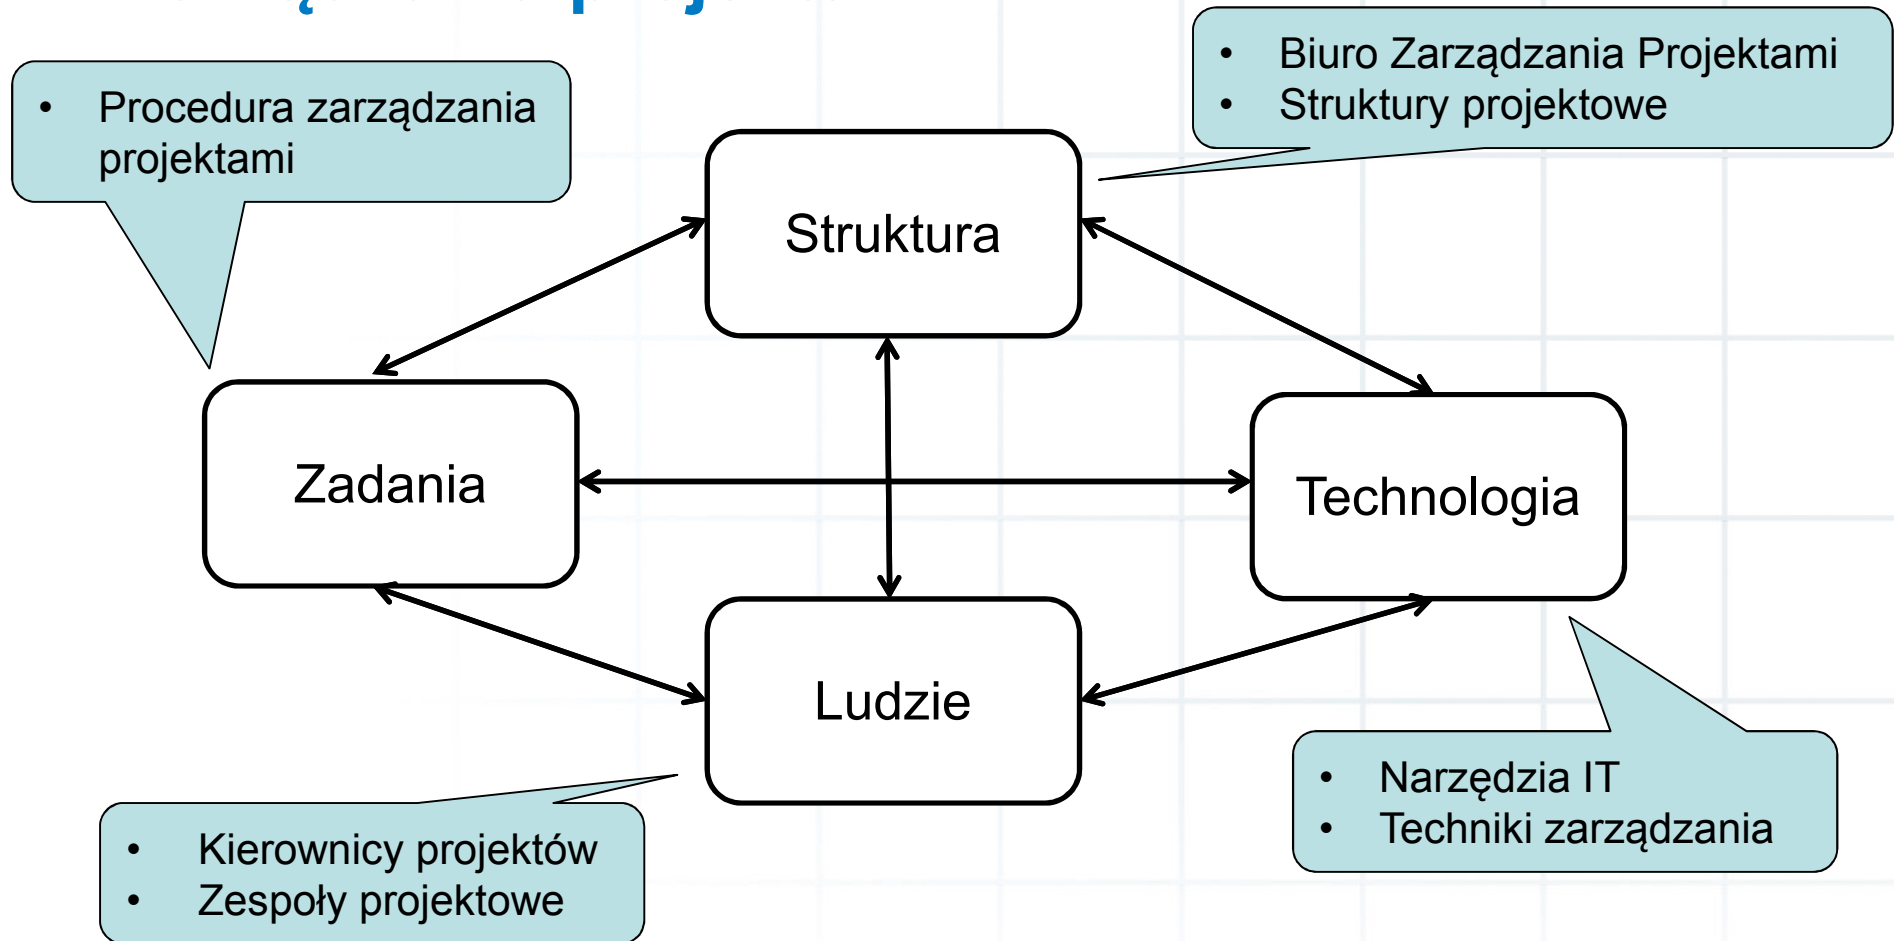 • Biuro Zarządzania Projektami
• Struktury projektowe
• Procedura zarządzania
projektami
Struktura
Zadania
Technologia
Ludzie
• Narzędzia IT
• Techniki zarządzania
• Kierownicy projektów
• Zespoły projektowe